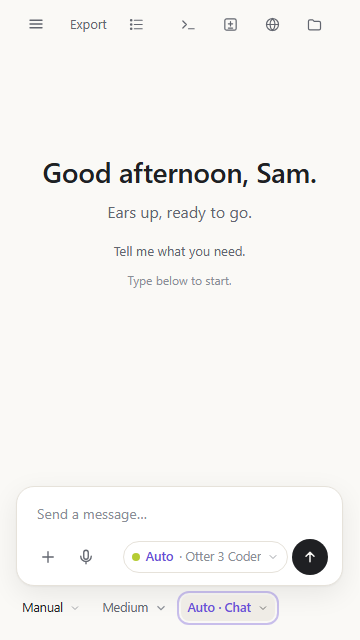 Export
Good afternoon, Sam.
Ears up, ready to go.
Tell me what you need.
Type below to start.
Send a message...
Auto · Otter 3 Coder
Manual Medium Auto · Chat